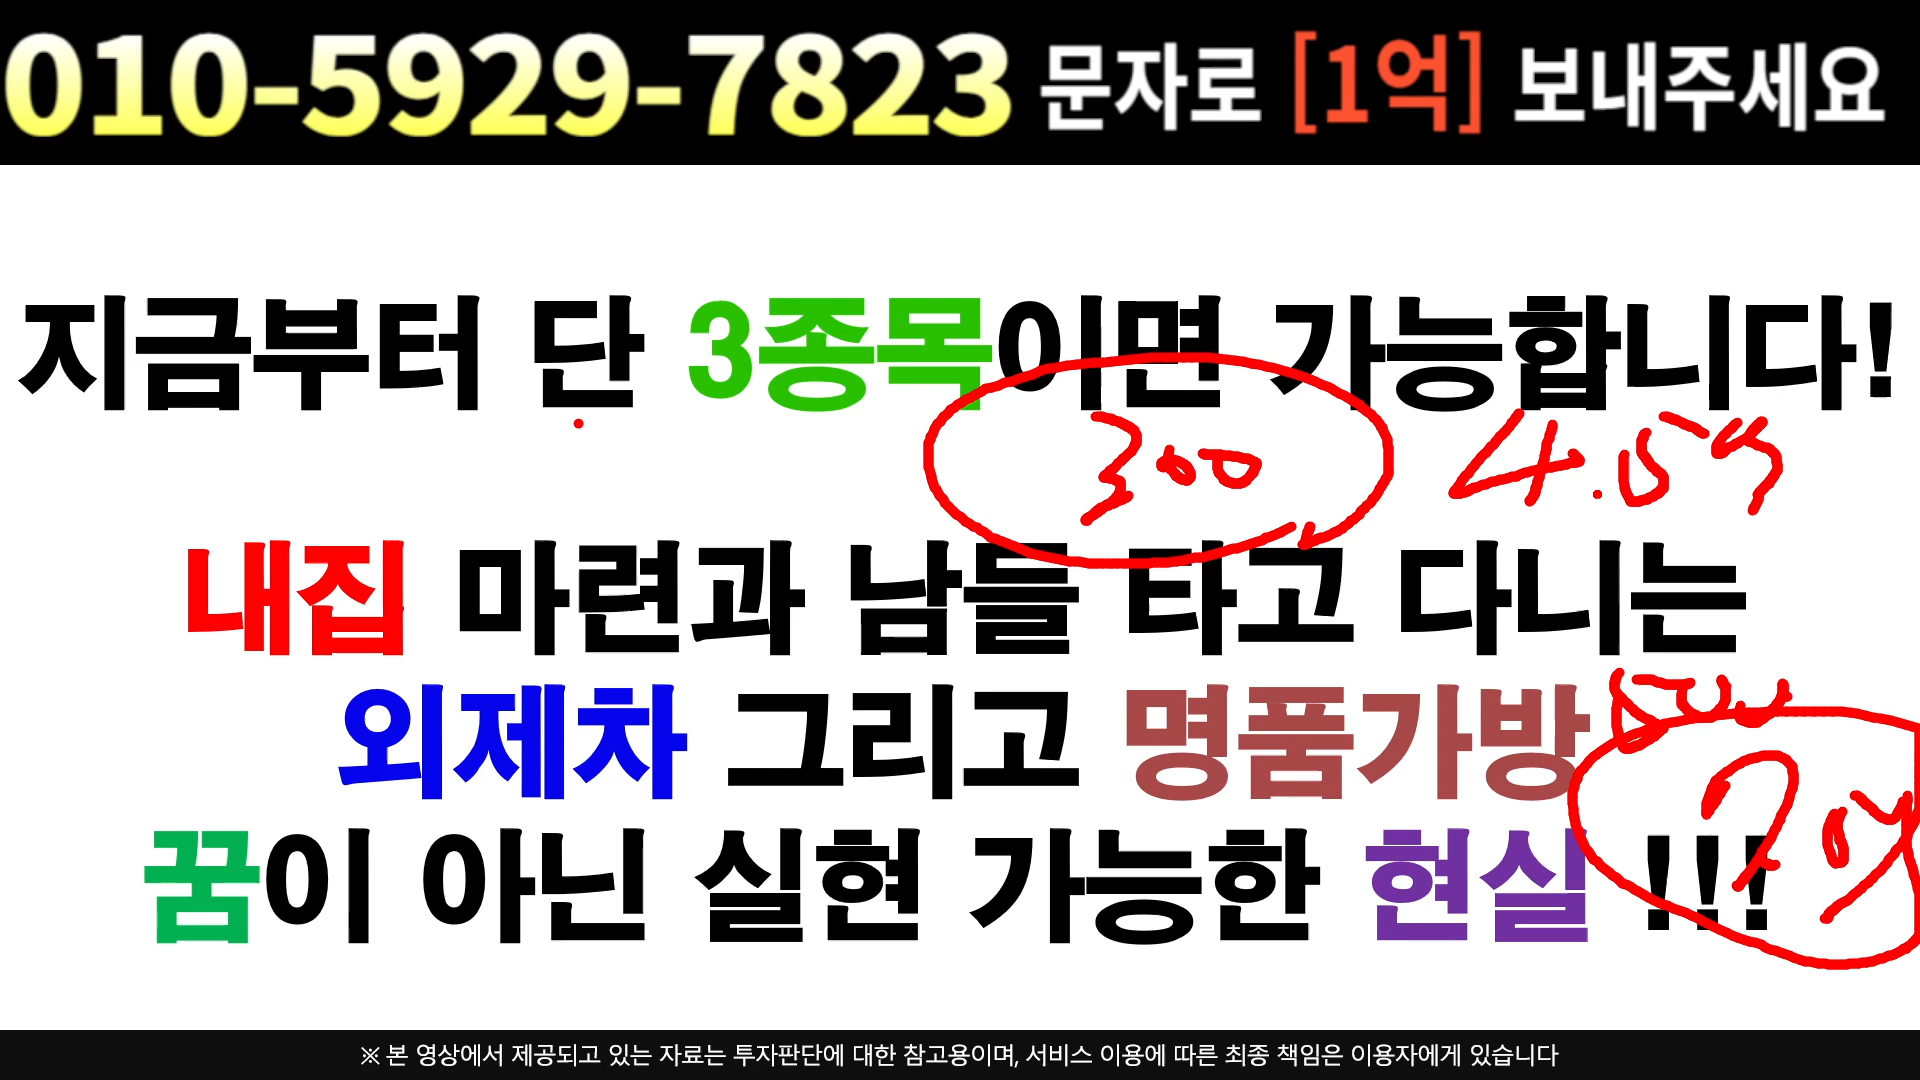 010-5929-7823 문자로 [1억] 보내주세요
지금부터 단 3종목이면 가능합니다!
300
4.5억
내집 마련과 남들 타고 다니는
500
외제차 그리고 명품가방
꿈이 아닌 실현 가능한 현실 !!!
※ 본 영상에서 제공되고 있는 자료는 투자판단에 대한 참고용이며, 서비스 이용에 따른 최종 책임은 이용자에게 있습니다